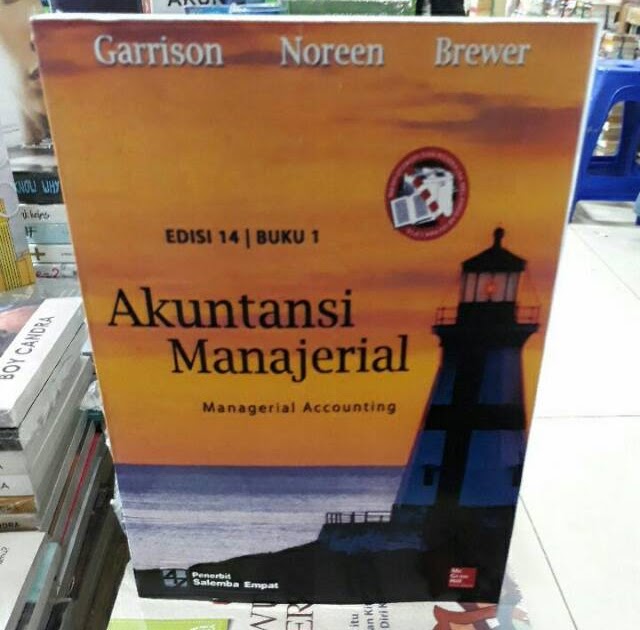 Garrison Noreen Brewer
EDISI 14 | BUKU 1
Akuntansi
Manajerial
Managerial Accounting
Penerbit
Salemba Empat
Mc
Graw
Hill
BOY CANDRA